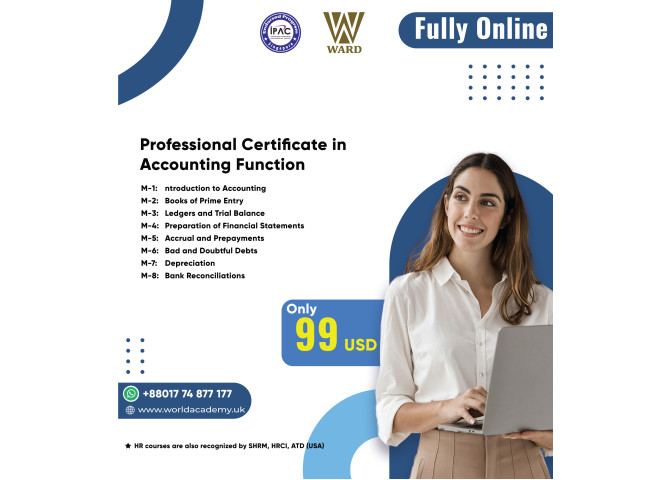 Endorsed Program
IPAC
Singapore
WARD
Fully Online
Professional Certificate in
Accounting Function
M-1: ntroduction to Accounting
M-2: Books of Prime Entry
M-3: Ledgers and Trial Balance
M-4: Preparation of Financial Statements
M-5: Accrual and Prepayments
M-6: Bad and Doubtful Debts
M-7: Depreciation
M-8: Bank Reconciliations
Only
99 USD
+88017 74 877 177
www.worldacademy.uk
★ HR courses are also recognized by SHRM, HRCI, ATD (USA)